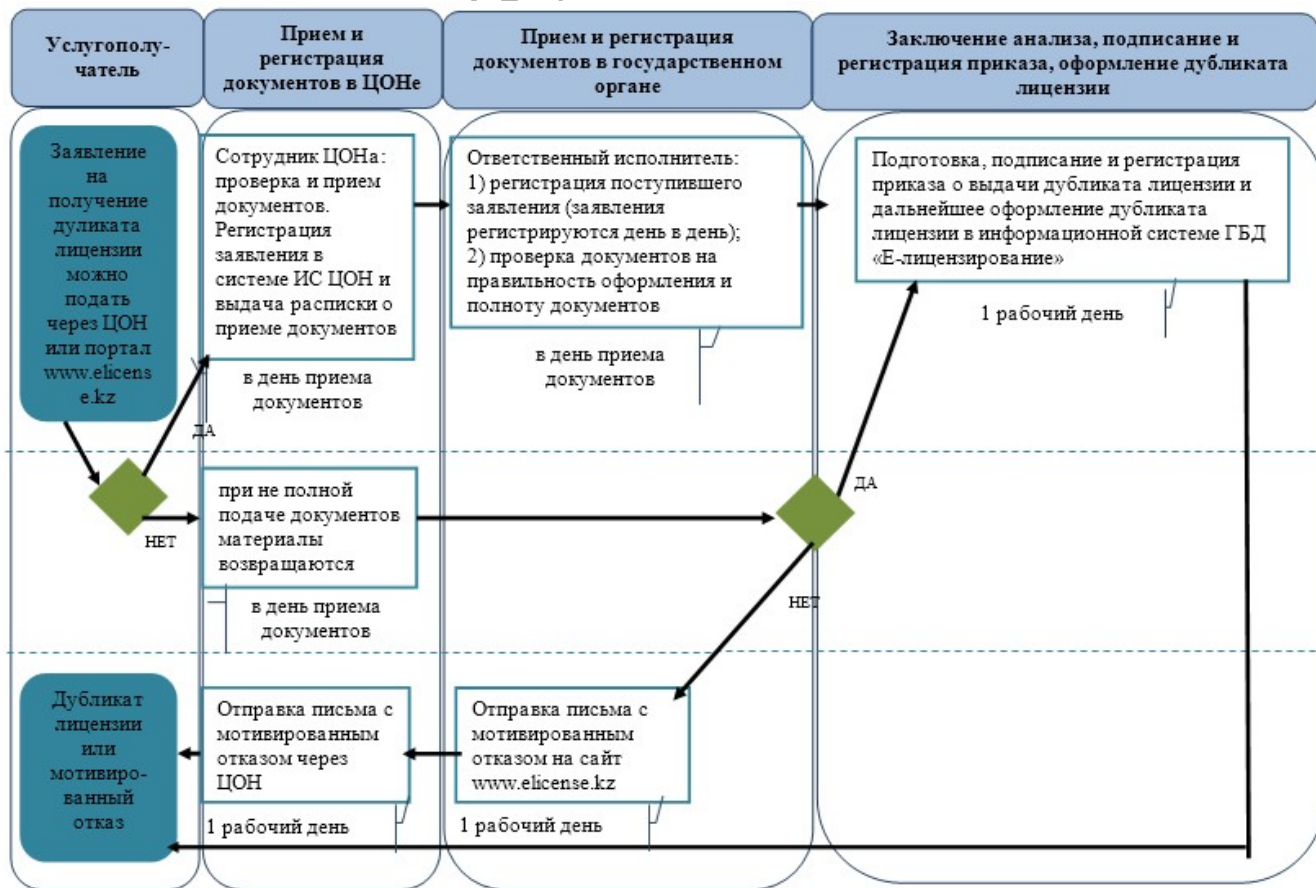 Услугополу-
чатель
Прием и
регистрация
документов в ЦОНе
Прием и регистрация
документов в государственном
органе
Заключение анализа, подписание и
регистрация приказа, оформление дубликата
лицензии
Заявление
на
получение
дуликата
лицензии
можно
подать
через ЦОН
или портал
www.elicens
e.kz
Сотрудник ЦОНа:
проверка и прием
документов.
Регистрация
заявления в
системе ИС ЦОН и
выдача расписки о
приеме документов
в день приема
документов
Ответственный исполнитель:
1) регистрация поступившего
заявления (заявления
регистрируются день в день);
2) проверка документов на
правильность оформления и
полноту документов
в день приема
документов
Подготовка, подписание и регистрация
приказа о выдачи дубликата лицензии и
дальнейшее оформление дубликата
лицензии в информационной системе ГБД
«Е-лицензирование»
1 рабочий день
ДА
НЕТ
при не полной
подаче документов
материалы
возвращаются
в день приема
документов
ДА
НЕТ
Дубликат
лицензии
или
мотивиро-
ванный
отказ
Отправка письма с
мотивированным
отказом через
ЦОН
1 рабочий день
Отправка письма с
мотивированным
отказом на сайт
www.elicense.kz
1 рабочий день